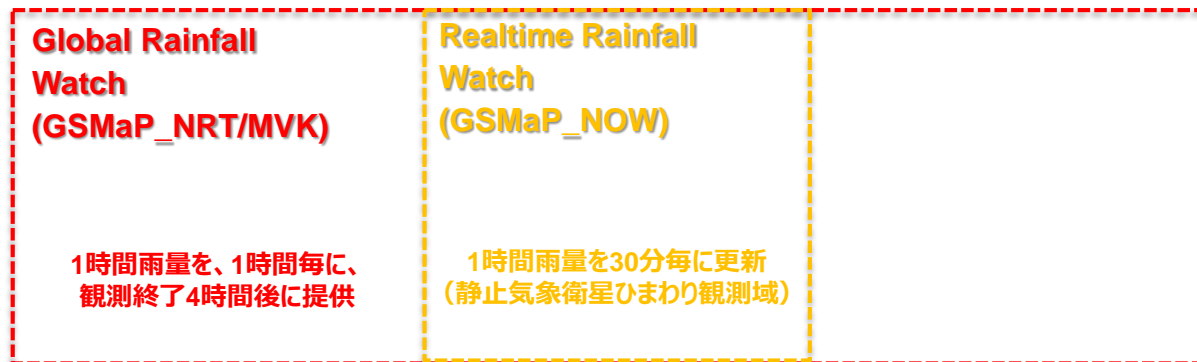 Global Rainfall
Watch
(GSMaP_NRT/MVK)
1時間雨量を、1時間毎に、
観測終了4時間後に提供
Realtime Rainfall
Watch
(GSMaP_NOW)
1時間雨量を30分毎に更新
（静止気象衛星ひまわり観測域）